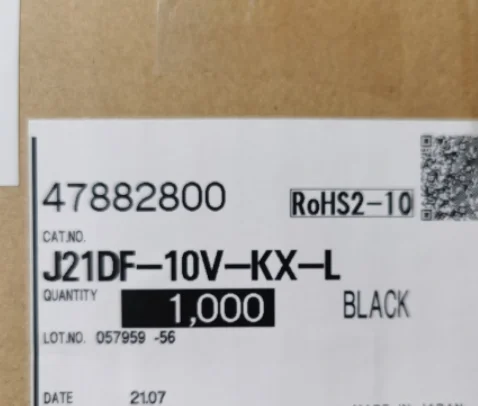 47882800 RoHS2-10
CAT.NO.
J21DF-10V-KX-L
QUANTITY 1,000 BLACK
LOT.NO. 057959 -56
DATE 21.07